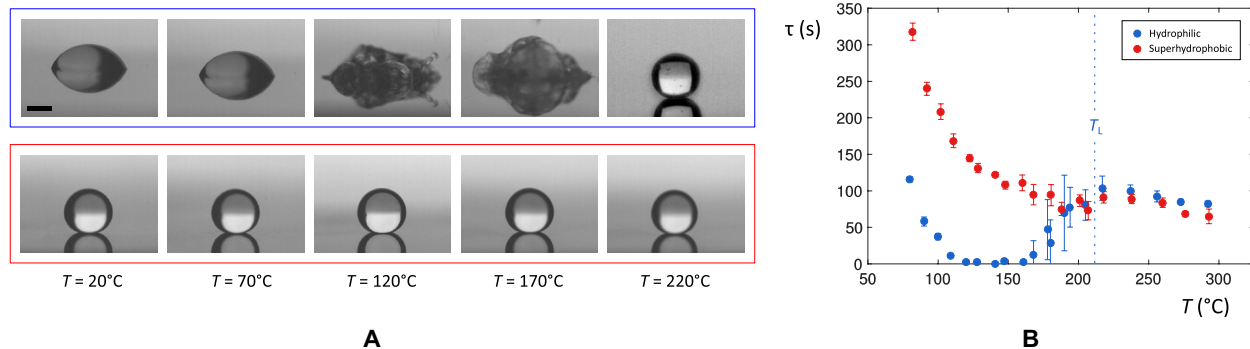 T = 20°C
T = 70°C
T = 120°C
T = 170°C
T = 220°C
A
τ (s)
350
300
250
200
150
100
50
0
50
100
150
200
250
300
T (°C)
T_L
Hydrophilic
Superhydrophobic
B